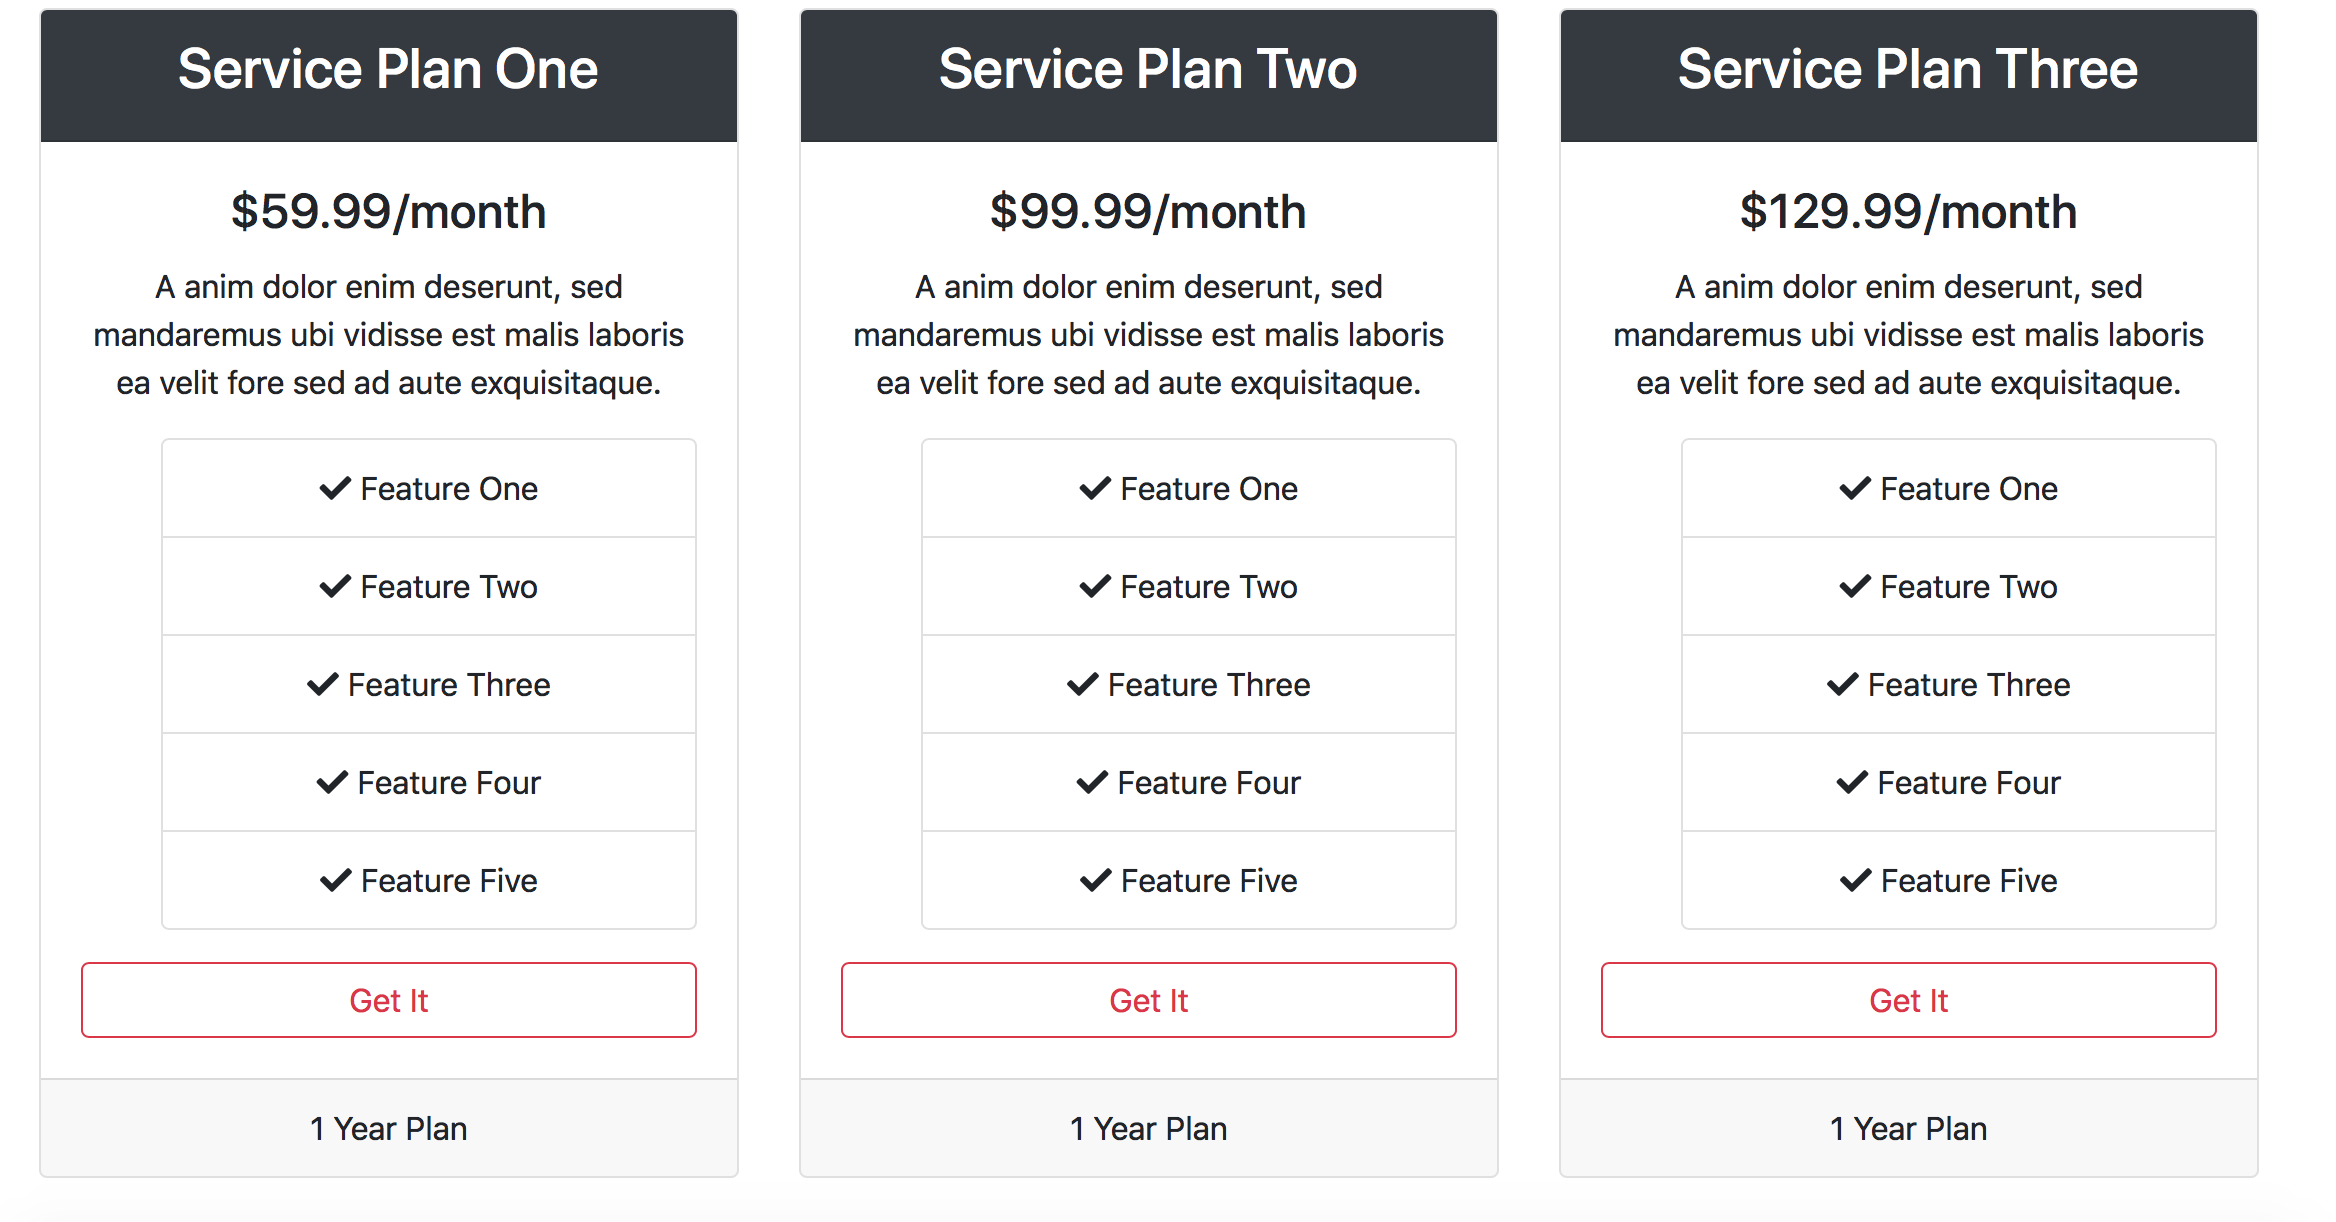 Service Plan One
$59.99/month
A anim dolor enim deserunt, sed
mandaremus ubi vidisse est malis laboris
ea velit fore sed ad aute exquisitaque.
Feature One
Feature Two
Feature Three
Feature Four
Feature Five
Get It
1 Year Plan
Service Plan Two
$99.99/month
A anim dolor enim deserunt, sed
mandaremus ubi vidisse est malis laboris
ea velit fore sed ad aute exquisitaque.
Feature One
Feature Two
Feature Three
Feature Four
Feature Five
Get It
1 Year Plan
Service Plan Three
$129.99/month
A anim dolor enim deserunt, sed
mandaremus ubi vidisse est malis laboris
ea velit fore sed ad aute exquisitaque.
Feature One
Feature Two
Feature Three
Feature Four
Feature Five
Get It
1 Year Plan